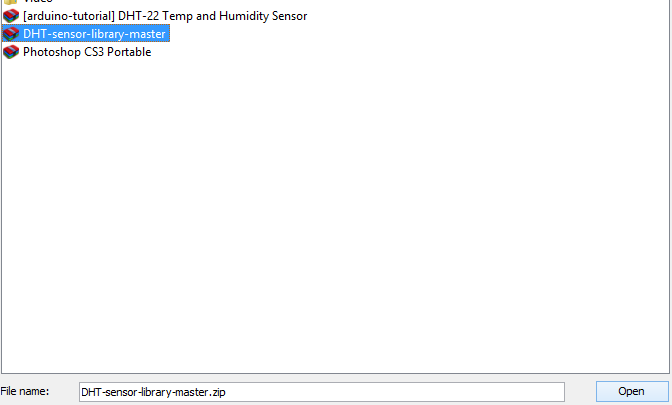 Video
[arduino-tutorial] DHT-22 Temp and Humidity Sensor
DHT-sensor-library-master
Photoshop CS3 Portable
File name: DHT-sensor-library-master.zip Open